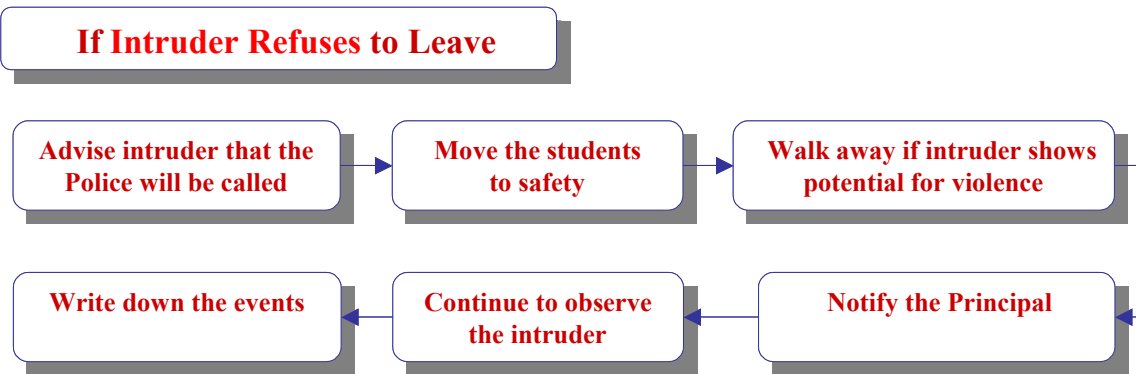 If Intruder Refuses to Leave
Advise intruder that the
Police will be called
Move the students
to safety
Walk away if intruder shows
potential for violence
Notify the Principal
Continue to observe
the intruder
Write down the events